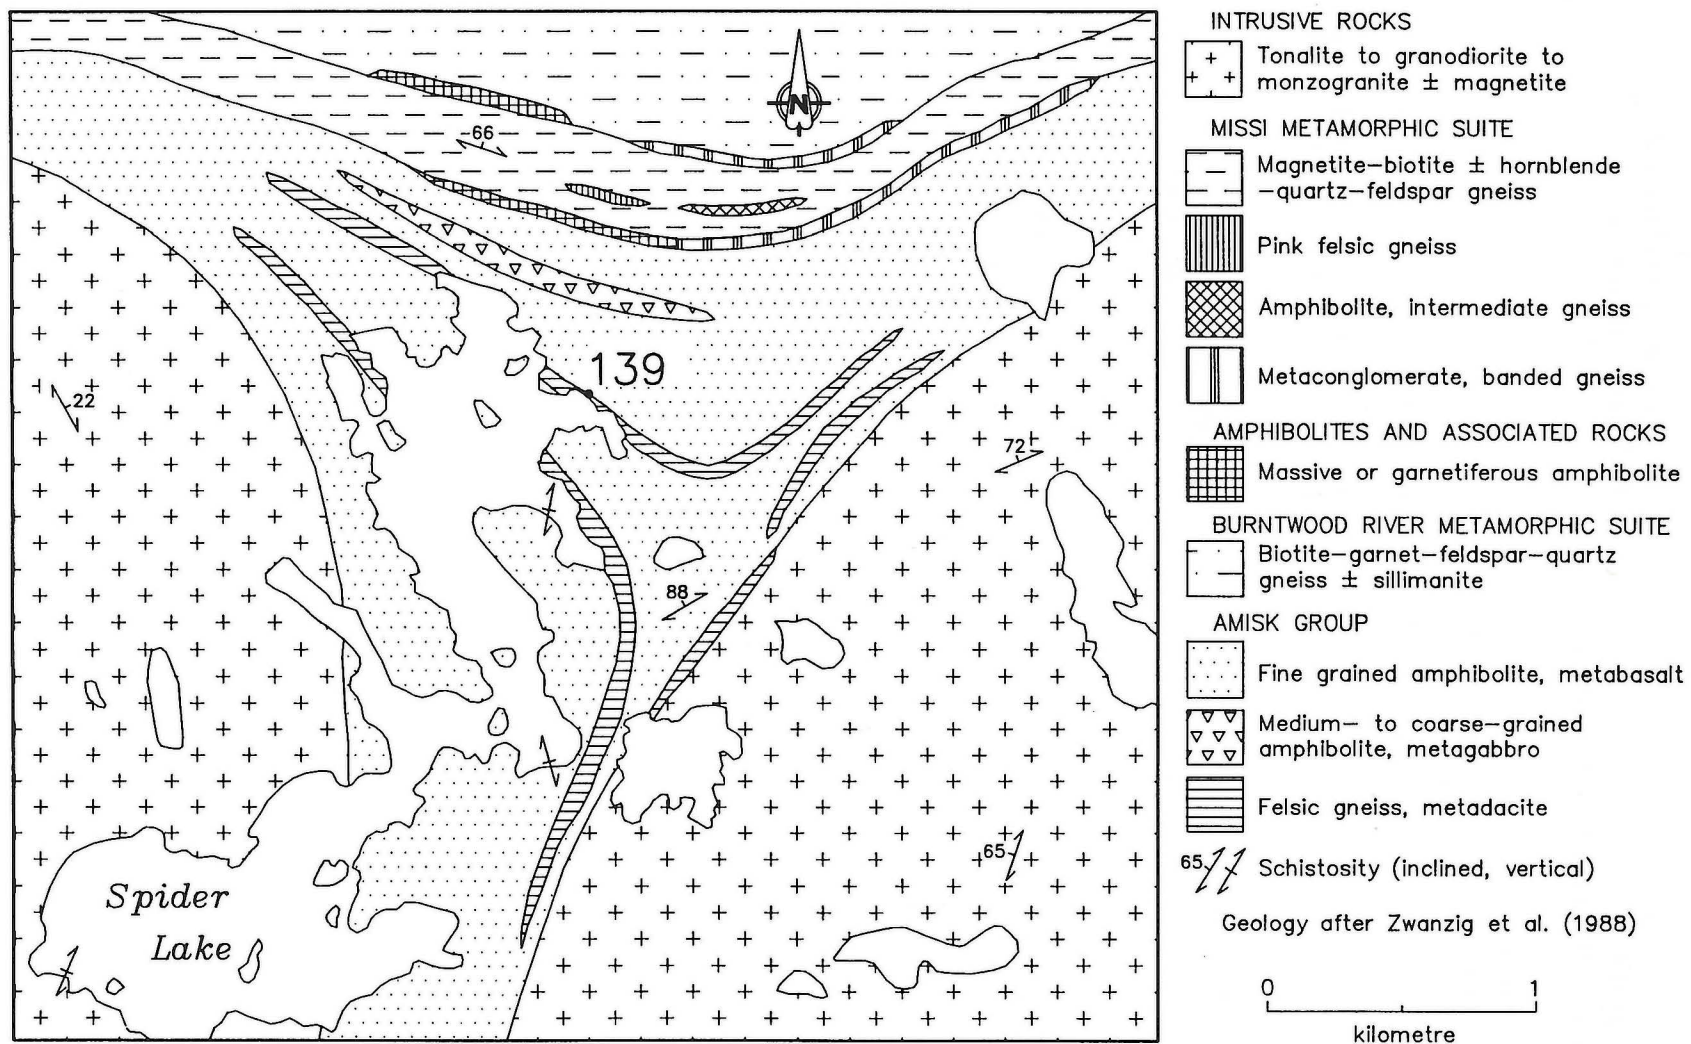 N
66
139
22
72
88
65
Spider
Lake
INTRUSIVE ROCKS
Tonalite to granodiorite to
monzogranite ± magnetite
MISSI METAMORPHIC SUITE
Magnetite-biotite ± hornblende
-quartz-feldspar gneiss
Pink felsic gneiss
Amphibolite, intermediate gneiss
Metaconglomerate, banded gneiss
AMPHIBOLITES AND ASSOCIATED ROCKS
Massive or garnetiferous amphibolite
BURNTWOOD RIVER METAMORPHIC SUITE
Biotite-garnet-feldspar-quartz
gneiss ± sillimanite
AMISK GROUP
Fine grained amphibolite, metabasalt
Medium- to coarse-grained
amphibolite, metagabbro
Felsic gneiss, metadacite
65 Schistosity (inclined, vertical)
Geology after Zwanzig et al. (1988)
0 1
kilometre